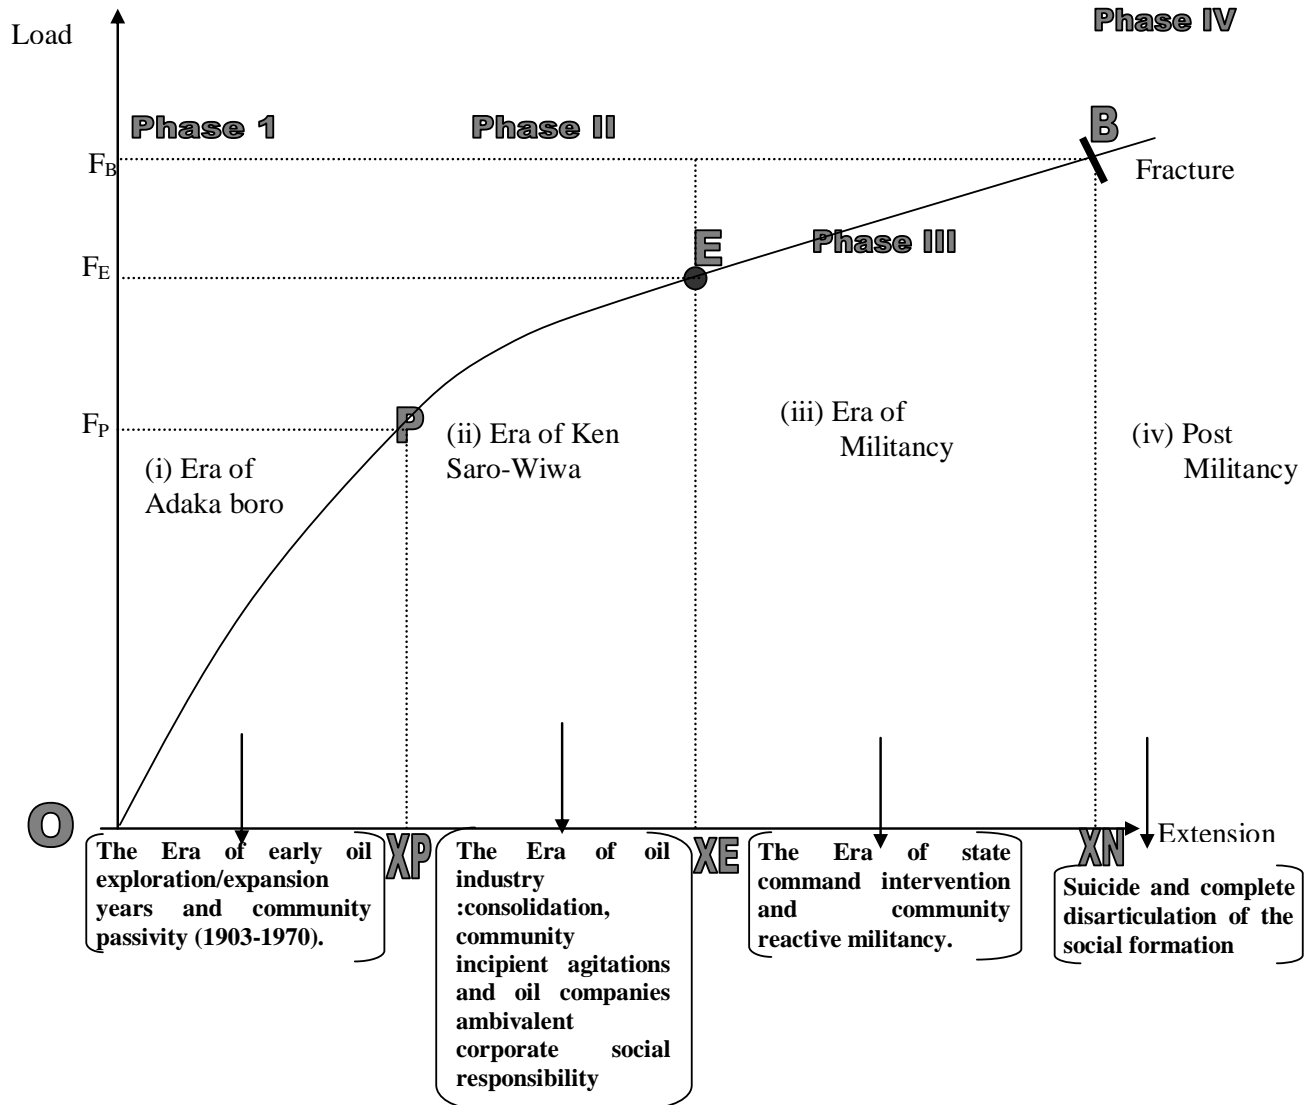 Phase IV
Load
Phase 1
Phase II
B
FB
Fracture
E
Phase III
FE
P
FP
(i) Era of
Adaka boro
(ii) Era of Ken
Saro-Wiwa
(iii) Era of
Militancy
(iv) Post
Militancy
O
XP
XE
XN
Extension
The Era of early oil
exploration/expansion
years and community
passivity (1903-1970).
The Era of oil
industry
:consolidation,
community
incipient agitations
and oil companies
ambivalent
corporate social
responsibility
The Era of state
command intervention
and community
reactive militancy.
Suicide and complete
disarticulation of the
social formation